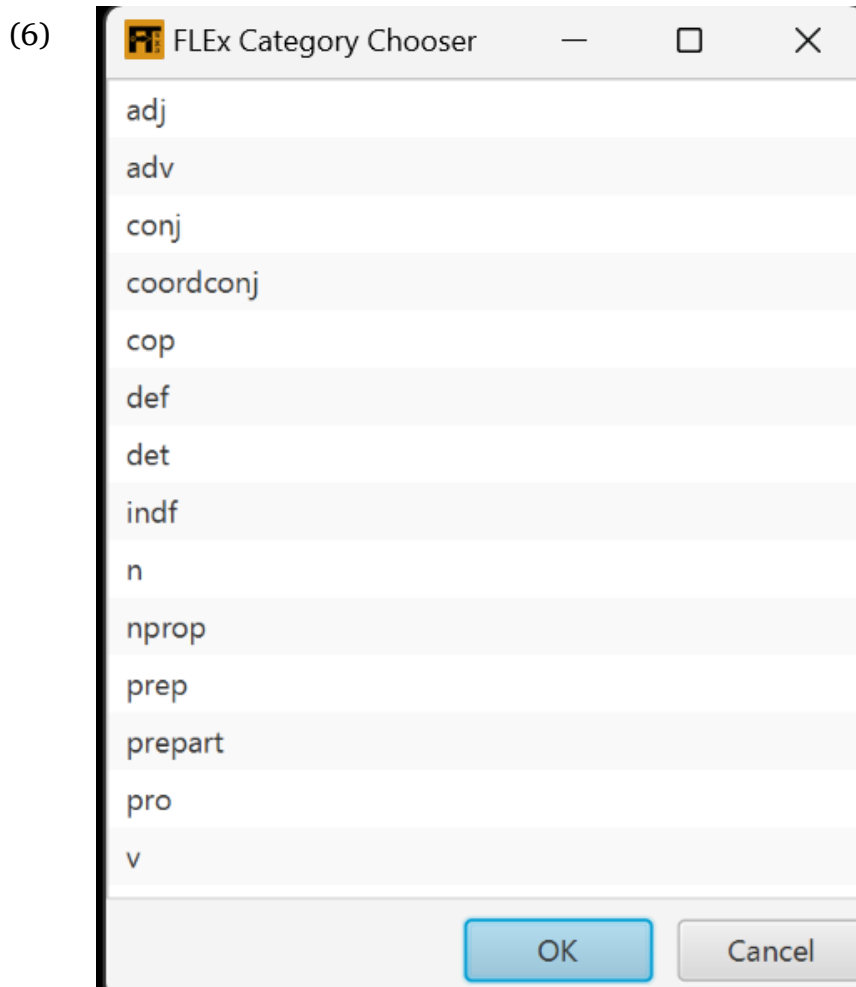 (6)
FLEx Category Chooser
adj
adv
conj
coordconj
cop
def
det
indf
n
nprop
prep
prepart
pro
v
OK Cancel